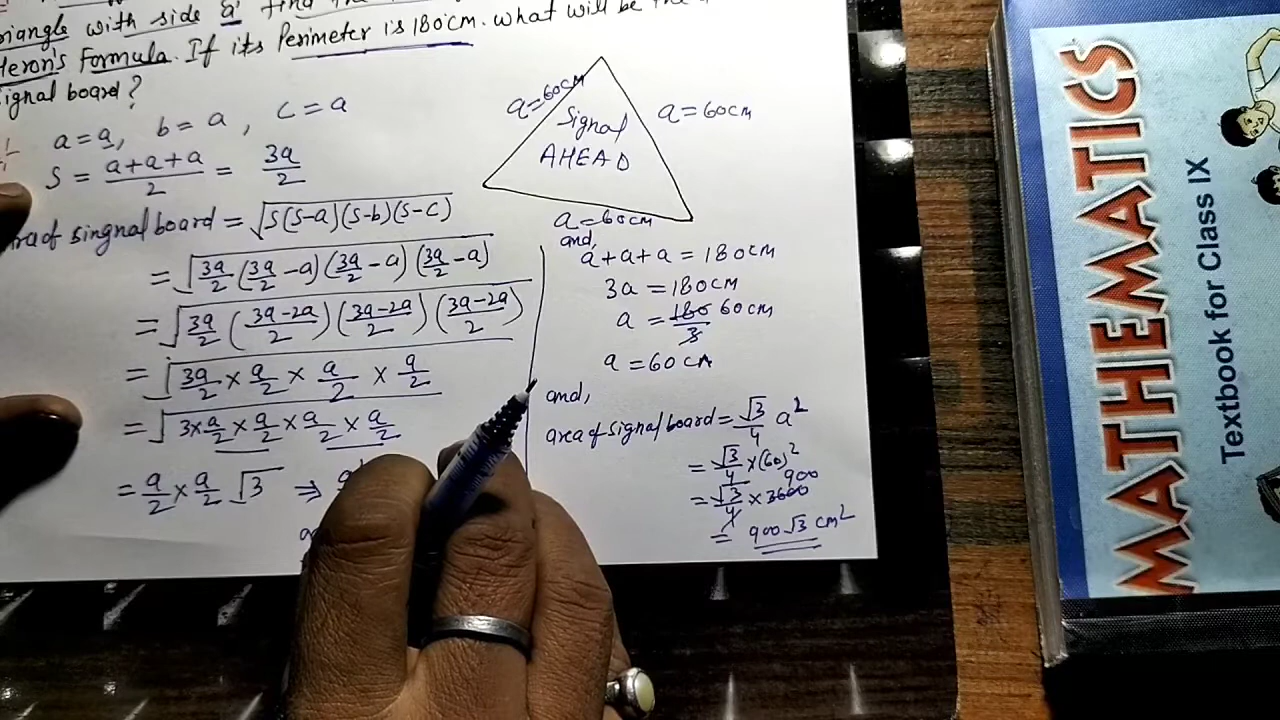 with side 'a' find the
Heron's Formula. If its Perimeter is 180cm. what will be the
signal board?
a = a, b = a, c = a
S = a+a+a/2 = 3a/2
of singnal board = √S(S-a)(S-b)(S-c)
= √3a/2 (3a/2 - a) (3a/2 - a) (3a/2 - a)
= √3a/2 (3a-2a/2) (3a-2a/2) (3a-2a/2)
= √3a/2 × a/2 × a/2 × a/2
= √3 × a/2 × a/2 × a/2 × a/2
= a/2 × a/2 √3 ⇒
a=60cm
a=60cm
Signal
AHEAD
a=60cm
and,
a+a+a = 180cm
3a = 180cm
a = 180/3 60cm
a = 60cm
and,
area of signal board = √3/4 a²
= √3/4 × (60)²
= √3/4 × 3600 900
= 900√3 cm²
MATHEMATICS
Textbook for Class IX